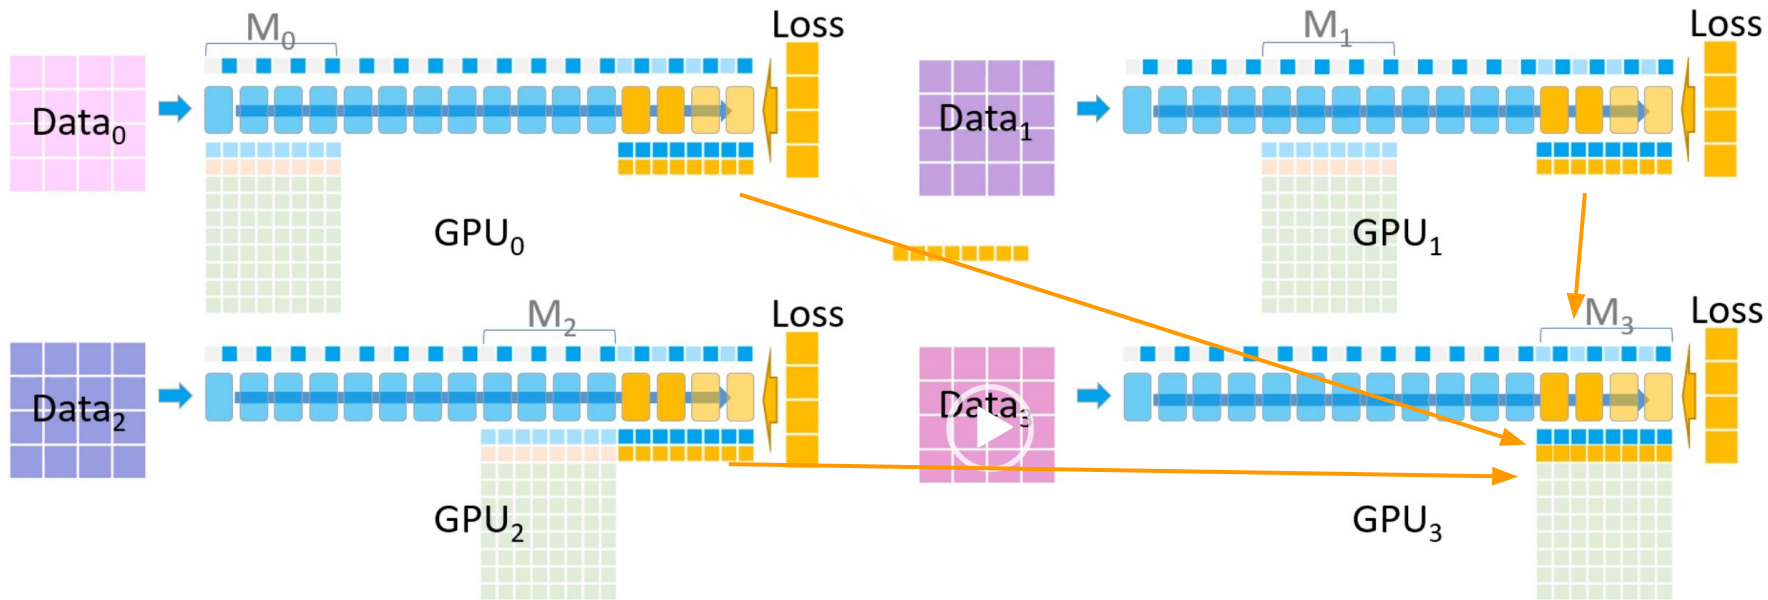 M0
Loss
Data0
GPU0
M1
Loss
Data1
GPU1
M2
Loss
Data2
GPU2
M3
Loss
Data3
GPU3